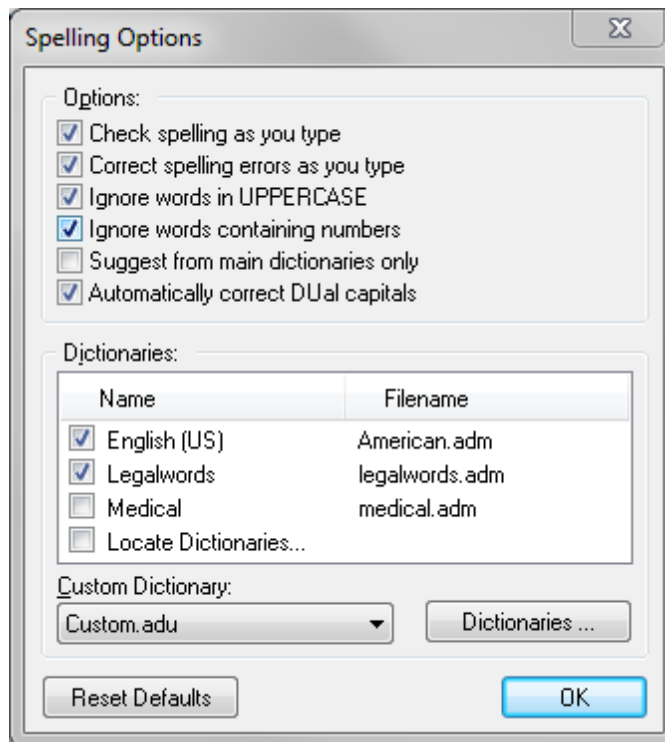 Spelling Options
Options:
Check spelling as you type
Correct spelling errors as you type
Ignore words in UPPERCASE
Ignore words containing numbers
Suggest from main dictionaries only
Automatically correct DUal capitals
Dictionaries:
Name Filename
English (US) American.adm
Legalwords legalwords.adm
Medical medical.adm
Locate Dictionaries...
Custom Dictionary:
Custom.adu Dictionaries ...
Reset Defaults OK